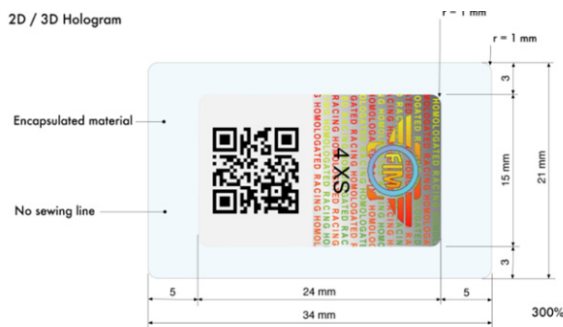 2D / 3D Hologram
r = 1 mm
r = 1 mm
3
Encapsulated material
HOMOLOGATED RACING
4.XS
FIM
15 mm
21 mm
No sewing line
3
5
24 mm
5
34 mm
300%